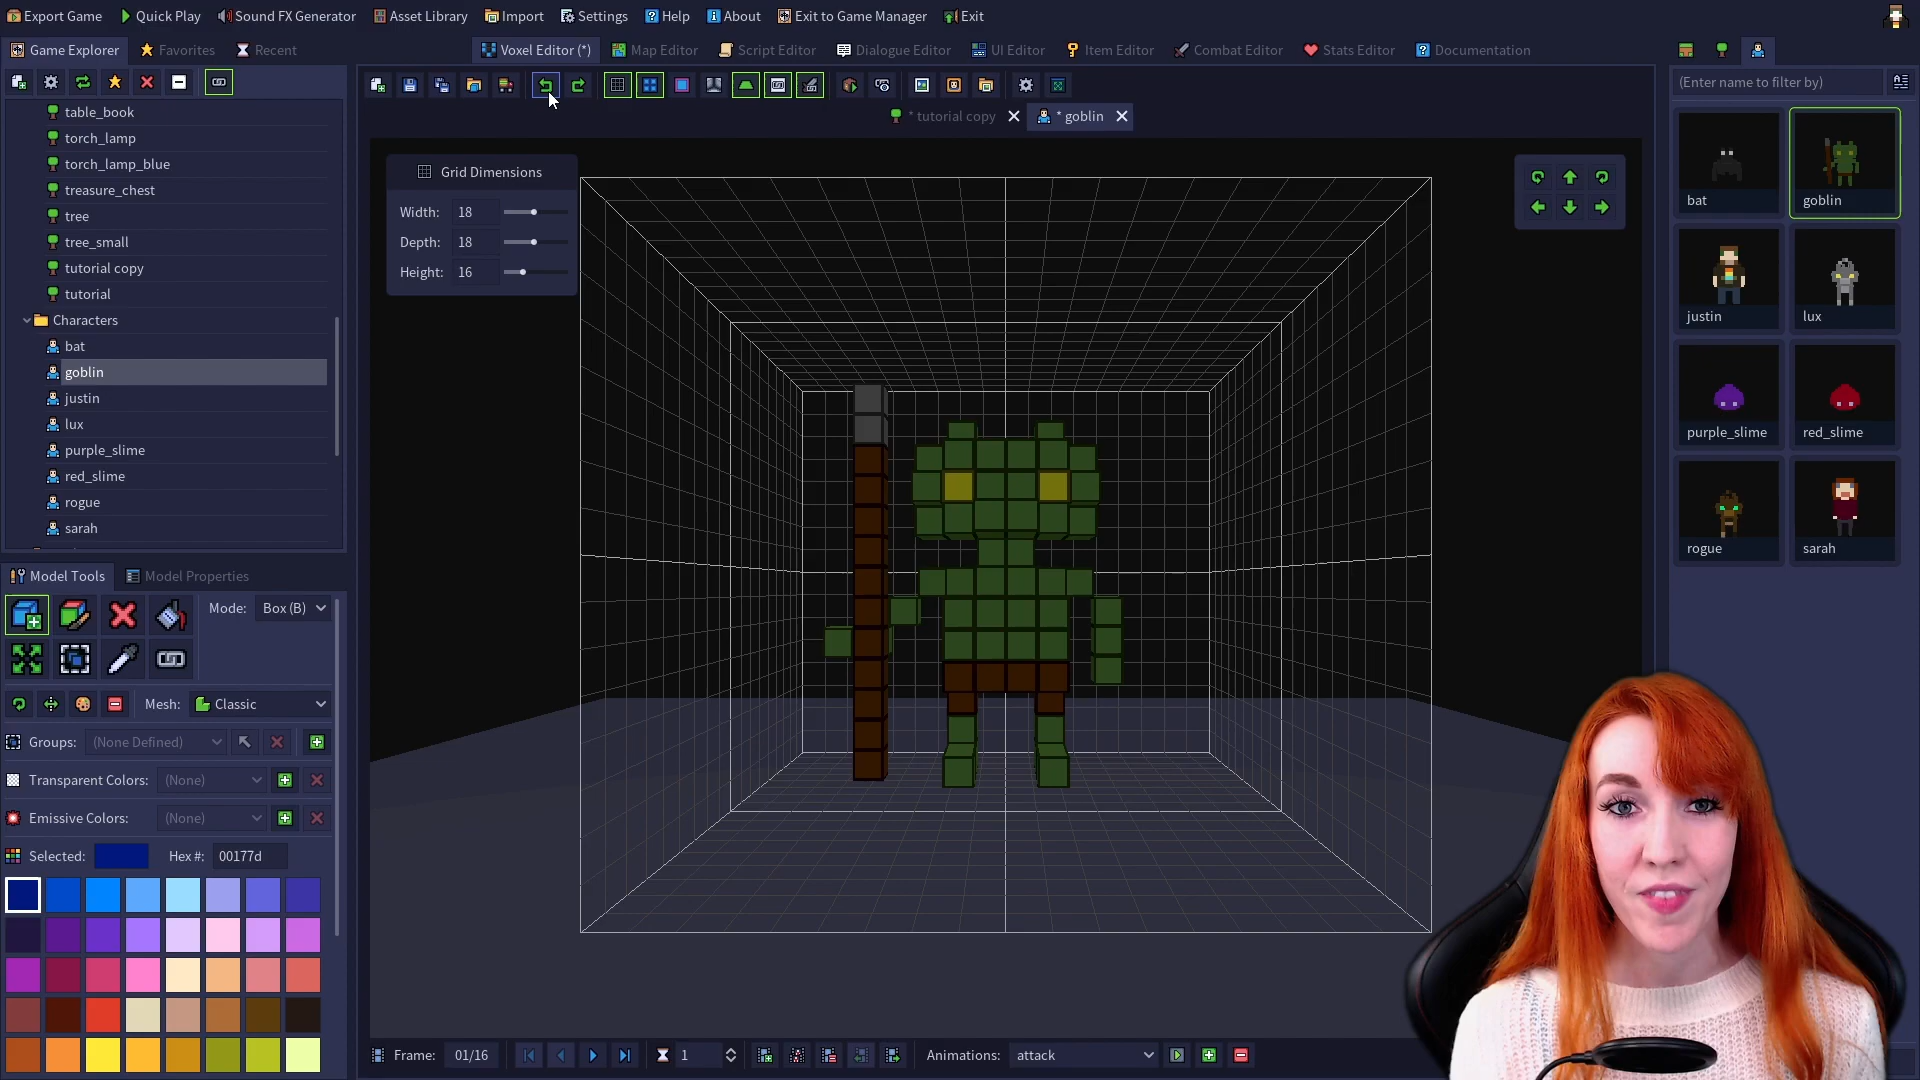 Export Game Quick Play Sound FX Generator Asset Library Import Settings Help About Exit to Game Manager Exit
Game Explorer Favorites Recent
Voxel Editor (*) Map Editor Script Editor Dialogue Editor UI Editor Item Editor Combat Editor Stats Editor Documentation
* tutorial copy * goblin
(Enter name to filter by)
table_book
torch_lamp
torch_lamp_blue
treasure_chest
tree
tree_small
tutorial copy
tutorial
Characters
bat
goblin
justin
lux
purple_slime
red_slime
rogue
sarah
Grid Dimensions
Width: 18
Depth: 18
Height: 16
bat goblin
justin lux
purple_slime red_slime
rogue sarah
Model Tools Model Properties
Mode: Box (B)
Mesh: Classic
Groups: (None Defined)
Transparent Colors: (None)
Emissive Colors: (None)
Selected: Hex #: 00177d
Frame: 01/16 1 Animations: attack